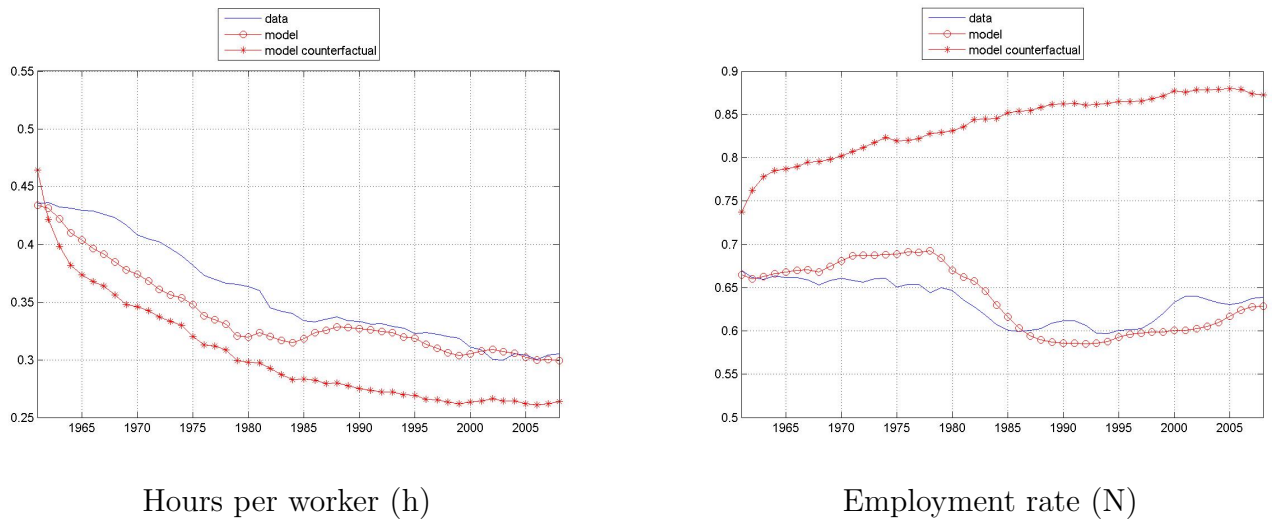 data
model
model counterfactual
0.55
0.5
0.45
0.4
0.35
0.3
0.25
1965 1970 1975 1980 1985 1990 1995 2000 2005
Hours per worker (h)
data
model
model counterfactual
0.9
0.85
0.8
0.75
0.7
0.65
0.6
0.55
0.5
1965 1970 1975 1980 1985 1990 1995 2000 2005
Employment rate (N)